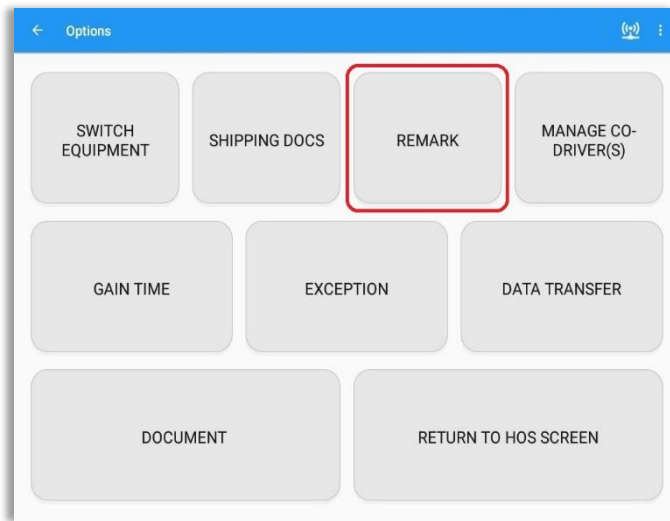 Options
SWITCH
EQUIPMENT
SHIPPING DOCS
REMARK
MANAGE CO-
DRIVER(S)
GAIN TIME
EXCEPTION
DATA TRANSFER
DOCUMENT
RETURN TO HOS SCREEN